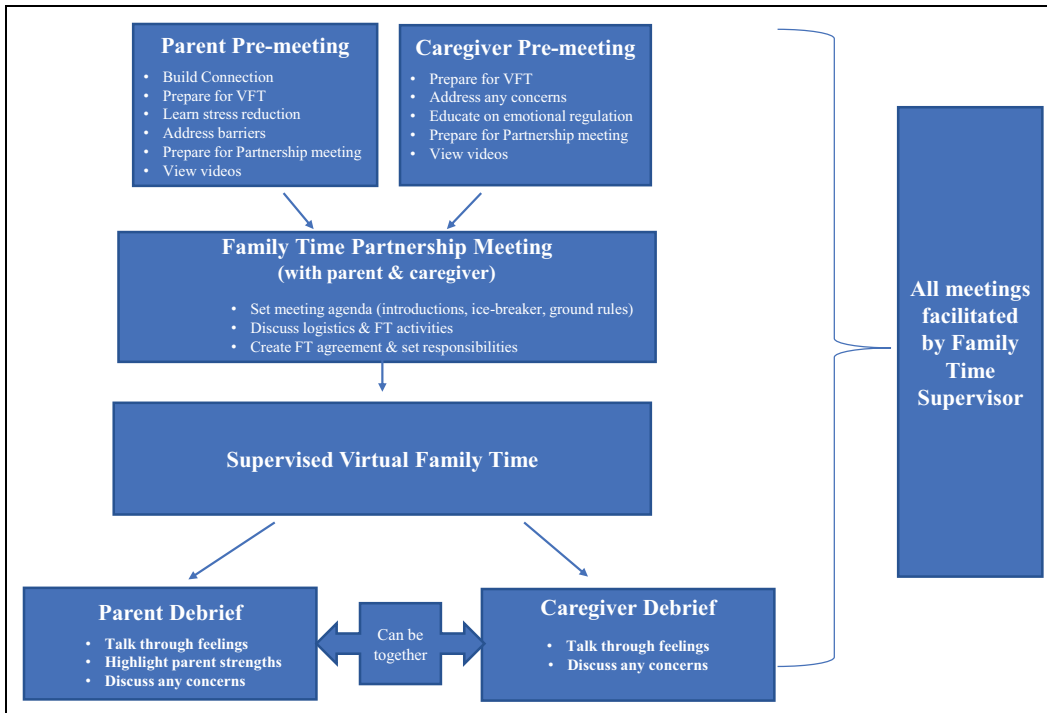 Parent Pre-meeting
• Build Connection
• Prepare for VFT
• Learn stress reduction
• Address barriers
• Prepare for Partnership meeting
• View videos
Caregiver Pre-meeting
• Prepare for VFT
• Address any concerns
• Educate on emotional regulation
• Prepare for Partnership meeting
• View videos
Family Time Partnership Meeting
(with parent & caregiver)
• Set meeting agenda (introductions, ice-breaker, ground rules)
• Discuss logistics & FT activities
• Create FT agreement & set responsibilities
Supervised Virtual Family Time
Parent Debrief
• Talk through feelings
• Highlight parent strengths
• Discuss any concerns
Can be
together
Caregiver Debrief
• Talk through feelings
• Discuss any concerns
All meetings
facilitated
by Family
Time
Supervisor